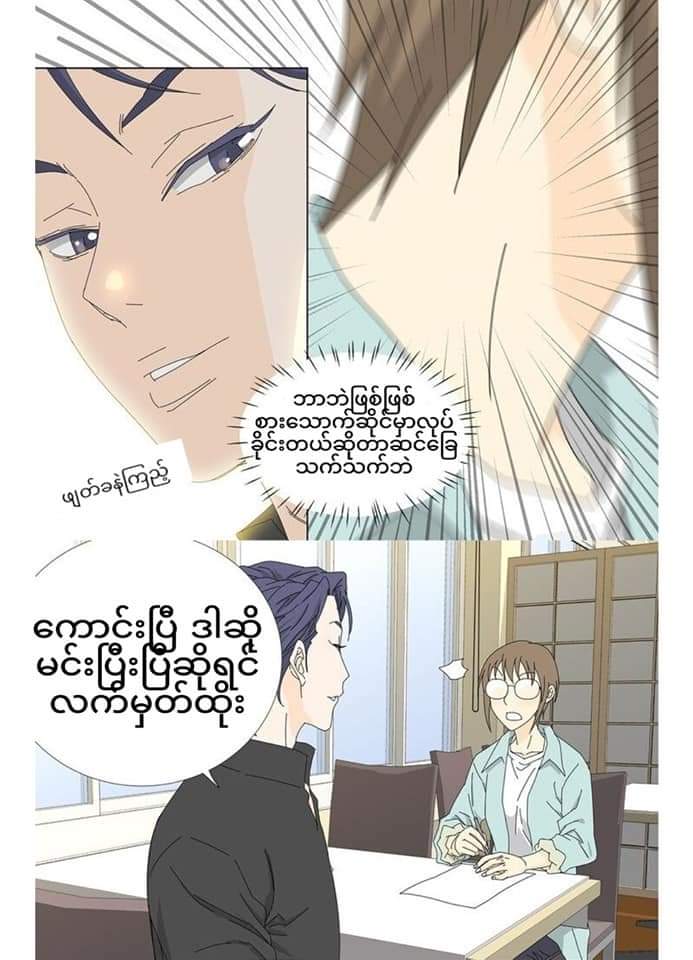 ဘာဘဲဖြစ်ဖြစ်
စားသောက်ဆိုင်မှာလုပ်
ခိုင်းတယ်ဆိုတာဆင်ခြေ
သက်သက်ဘဲ
ဖျတ်ခနဲကြည့်
ကောင်းပြီ ဒါဆို
မင်းပြီးပြီဆိုရင်
လက်မှတ်ထိုး